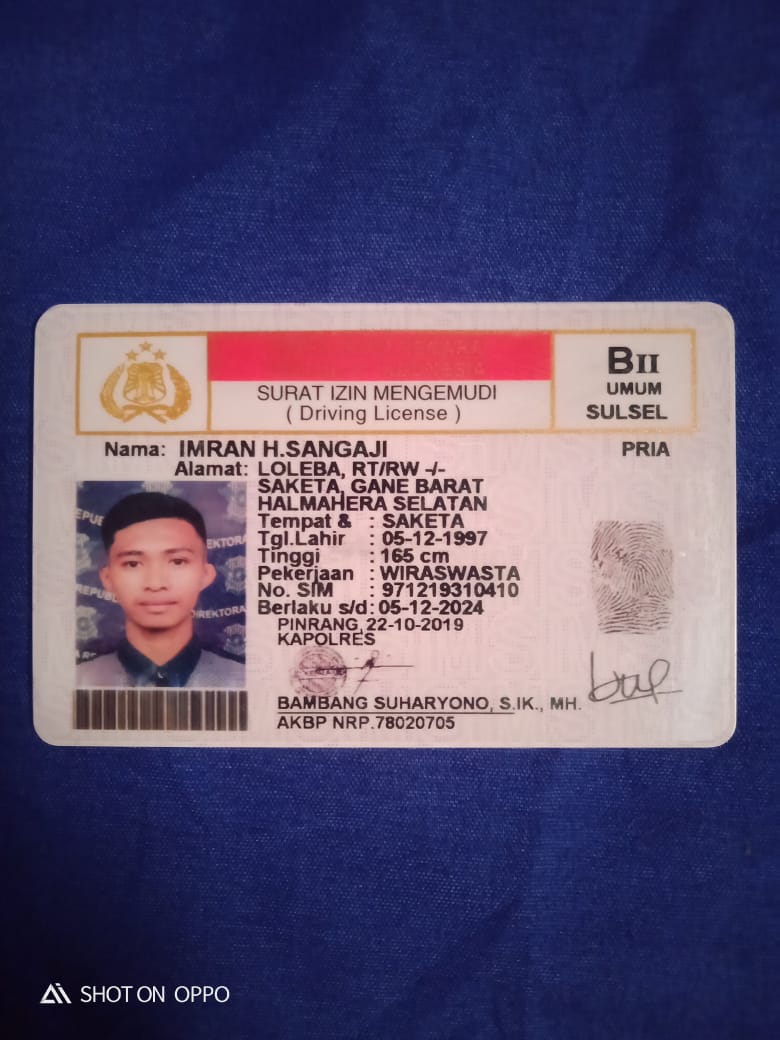 BII
UMUM
SULSEL
SURAT IZIN MENGEMUDI
( Driving License )
Nama: IMRAN H.SANGAJI
PRIA
Alamat: LOLEBA, RT/RW -/-
SAKETA, GANE BARAT
HALMAHERA SELATAN
Tempat & : SAKETA
Tgl.Lahir : 05-12-1997
Tinggi : 165 cm
Pekerjaan : WIRASWASTA
No. SIM : 971219310410
Berlaku s/d : 05-12-2024
PINRANG,22-10-2019
KAPOLRES
BAMBANG SUHARYONO, S.IK., MH.
AKBP NRP.78020705
SHOT ON OPPO